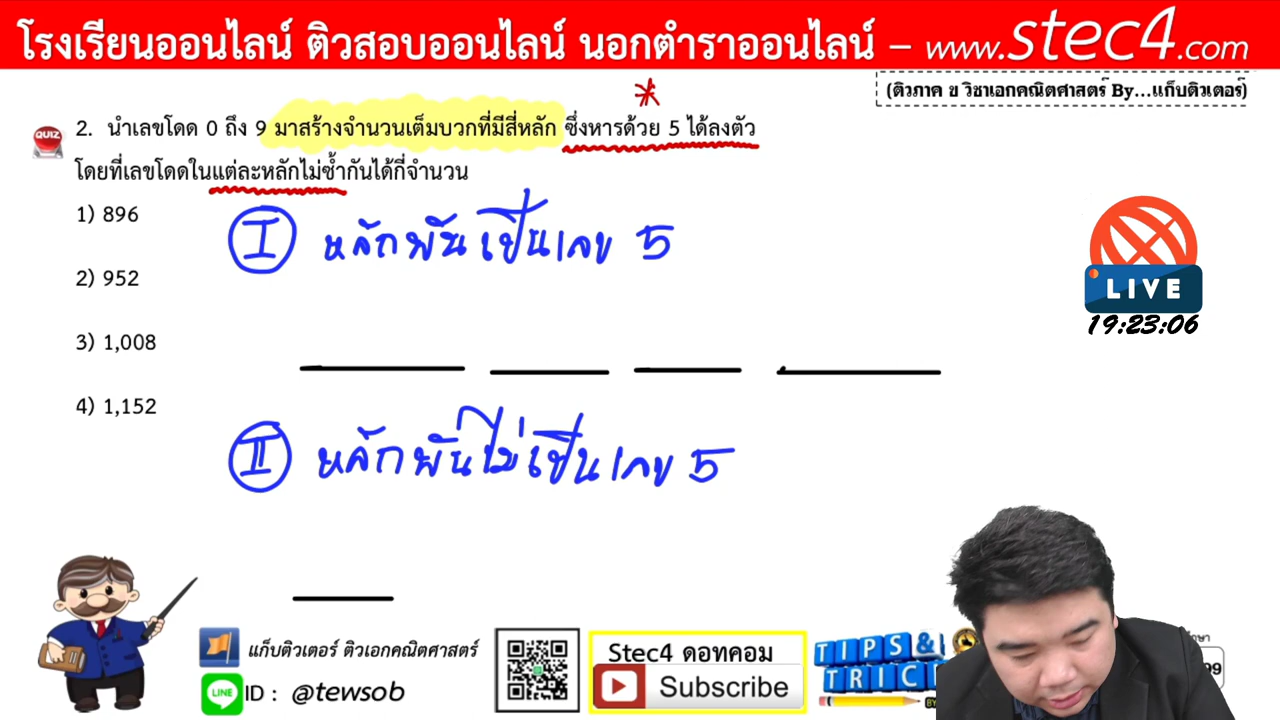 โรงเรียนออนไลน์ ติวสอบออนไลน์ นอกตำราออนไลน์ – www.stec4.com
(ติวภาค ข วิชาเอกคณิตศาสตร์ By...แก็บติวเตอร์)
QUIZ
2. นำเลขโดด 0 ถึง 9 มาสร้างจำนวนเต็มบวกที่มีสี่หลัก ซึ่งหารด้วย 5 ได้ลงตัว
โดยที่เลขโดดในแต่ละหลักไม่ซ้ำกันได้กี่จำนวน
1) 896
I หลักพันเป็นเลข 5
2) 952
LIVE
19:23:06
3) 1,008
4) 1,152
II หลักพันไม่เป็นเลข 5
แก็บติวเตอร์ ติวเอกคณิตศาสตร์
LINE ID : @tewsob
Stec4 ดอทคอม
Subscribe
TIPS &
BY